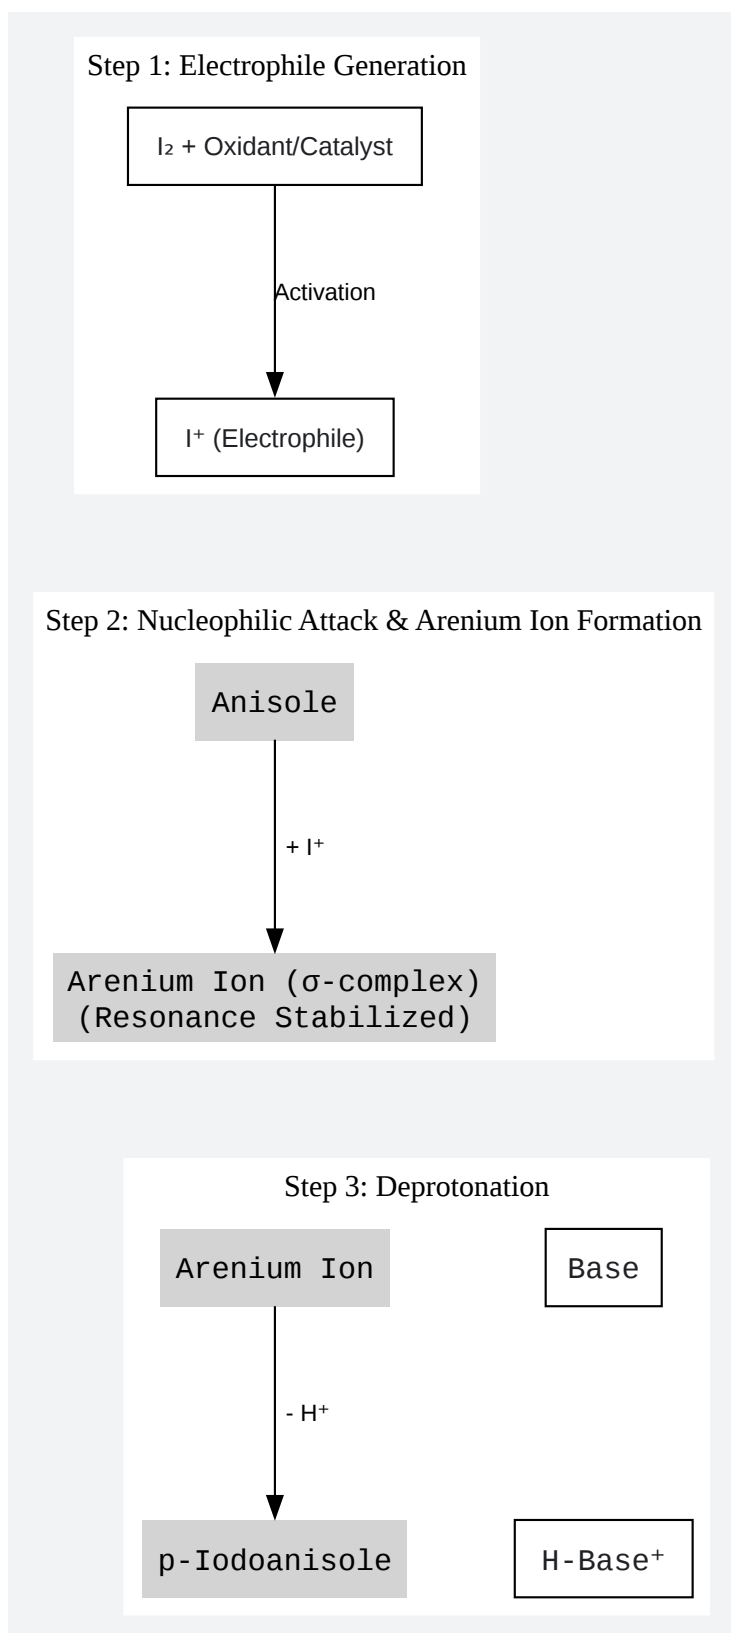 Step 1: Electrophile Generation
I₂ + Oxidant/Catalyst
Activation
I⁺ (Electrophile)
Step 2: Nucleophilic Attack & Arenium Ion Formation
Anisole
+ I⁺
Arenium Ion (σ-complex)
(Resonance Stabilized)
Step 3: Deprotonation
Arenium Ion
Base
- H⁺
p-Iodoanisole
H-Base⁺